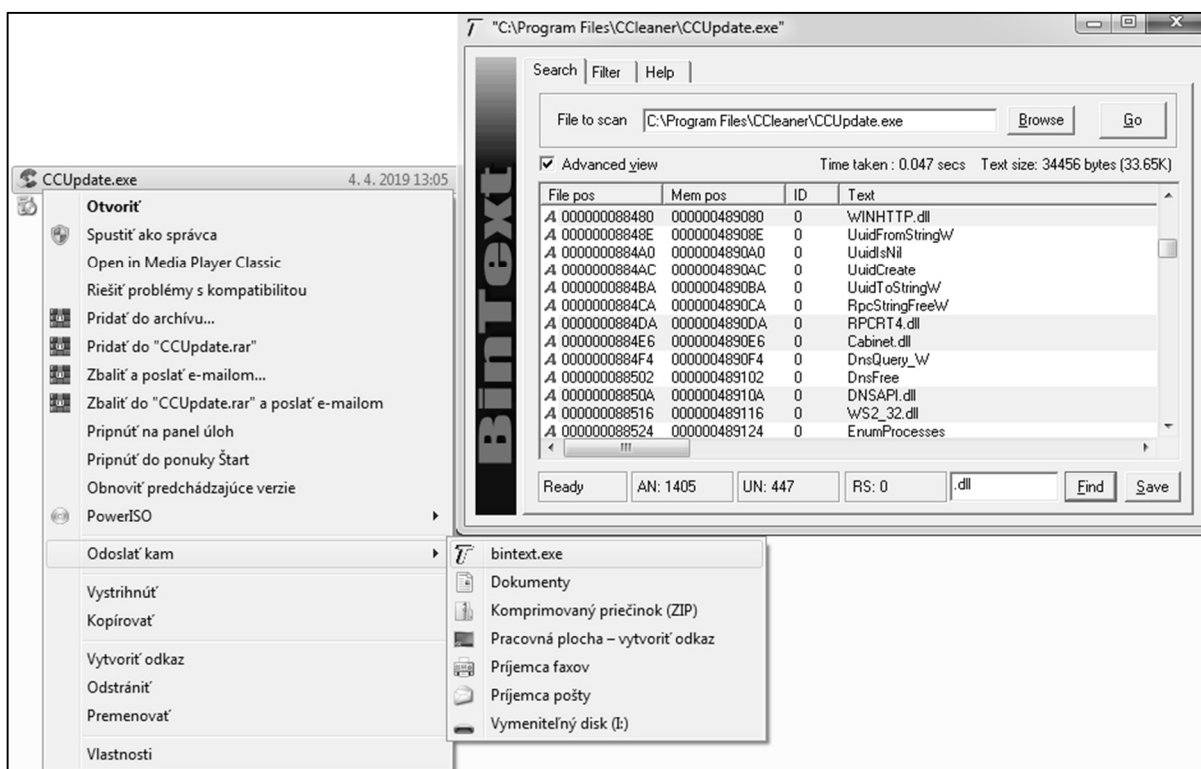 "C:\Program Files\CCleaner\CCUpdate.exe"
Search Filter Help
File to scan C:\Program Files\CCleaner\CCUpdate.exe Browse Go
Advanced view Time taken : 0.047 secs Text size: 34456 bytes (33.65K)
File pos Mem pos ID Text
A 000000088480 000000489080 0 WINHTTP.dll
A 00000008848E 00000048908E 0 UuidFromStringW
A 0000000884A0 0000004890A0 0 UuidIsNil
A 0000000884AC 0000004890AC 0 UuidCreate
A 0000000884BA 0000004890BA 0 UuidToStringW
A 0000000884CA 0000004890CA 0 RpcStringFreeW
A 0000000884DA 0000004890DA 0 RPCRT4.dll
A 0000000884E6 0000004890E6 0 Cabinet.dll
A 0000000884F4 0000004890F4 0 DnsQuery_W
A 000000088502 000000489102 0 DnsFree
A 00000008850A 00000048910A 0 DNSAPI.dll
A 000000088516 000000489116 0 WS2_32.dll
A 000000088524 000000489124 0 EnumProcesses
BinText
Ready AN: 1405 UN: 447 RS: 0 .dll Find Save
CCUpdate.exe 4. 4. 2019 13:05
Otvoriť
Spustiť ako správca
Open in Media Player Classic
Riešiť problémy s kompatibilitou
Pridať do archívu...
Pridať do "CCUpdate.rar"
Zbaliť a poslať e-mailom...
Zbaliť do "CCUpdate.rar" a poslať e-mailom
Pripnúť na panel úloh
Pripnúť do ponuky Štart
Obnoviť predchádzajúce verzie
PowerISO
Odoslať kam
Vystrihnúť
Kopírovať
Vytvoriť odkaz
Odstrániť
Premenovať
Vlastnosti
bintext.exe
Dokumenty
Komprimovaný priečinok (ZIP)
Pracovná plocha – vytvoriť odkaz
Príjemca faxov
Príjemca pošty
Vymeniteľný disk (I:)